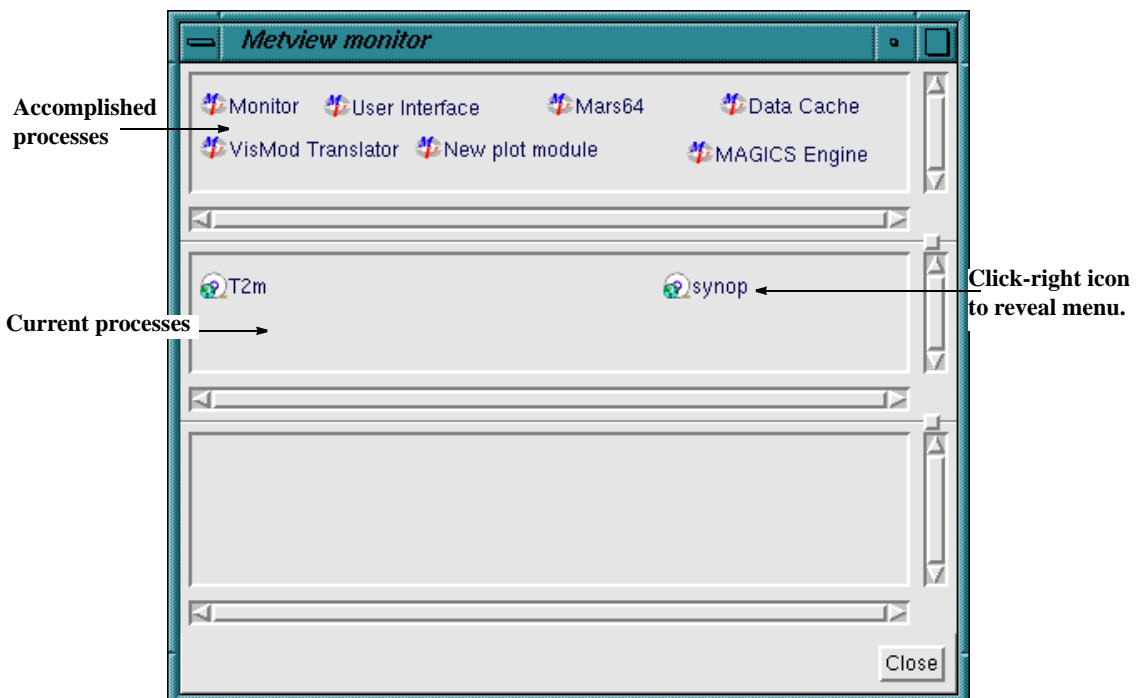 Metview monitor
Accomplished
processes
Monitor User Interface Mars64 Data Cache
VisMod Translator New plot module MAGICS Engine
T2m synop
Click-right icon
to reveal menu.
Current processes
Close